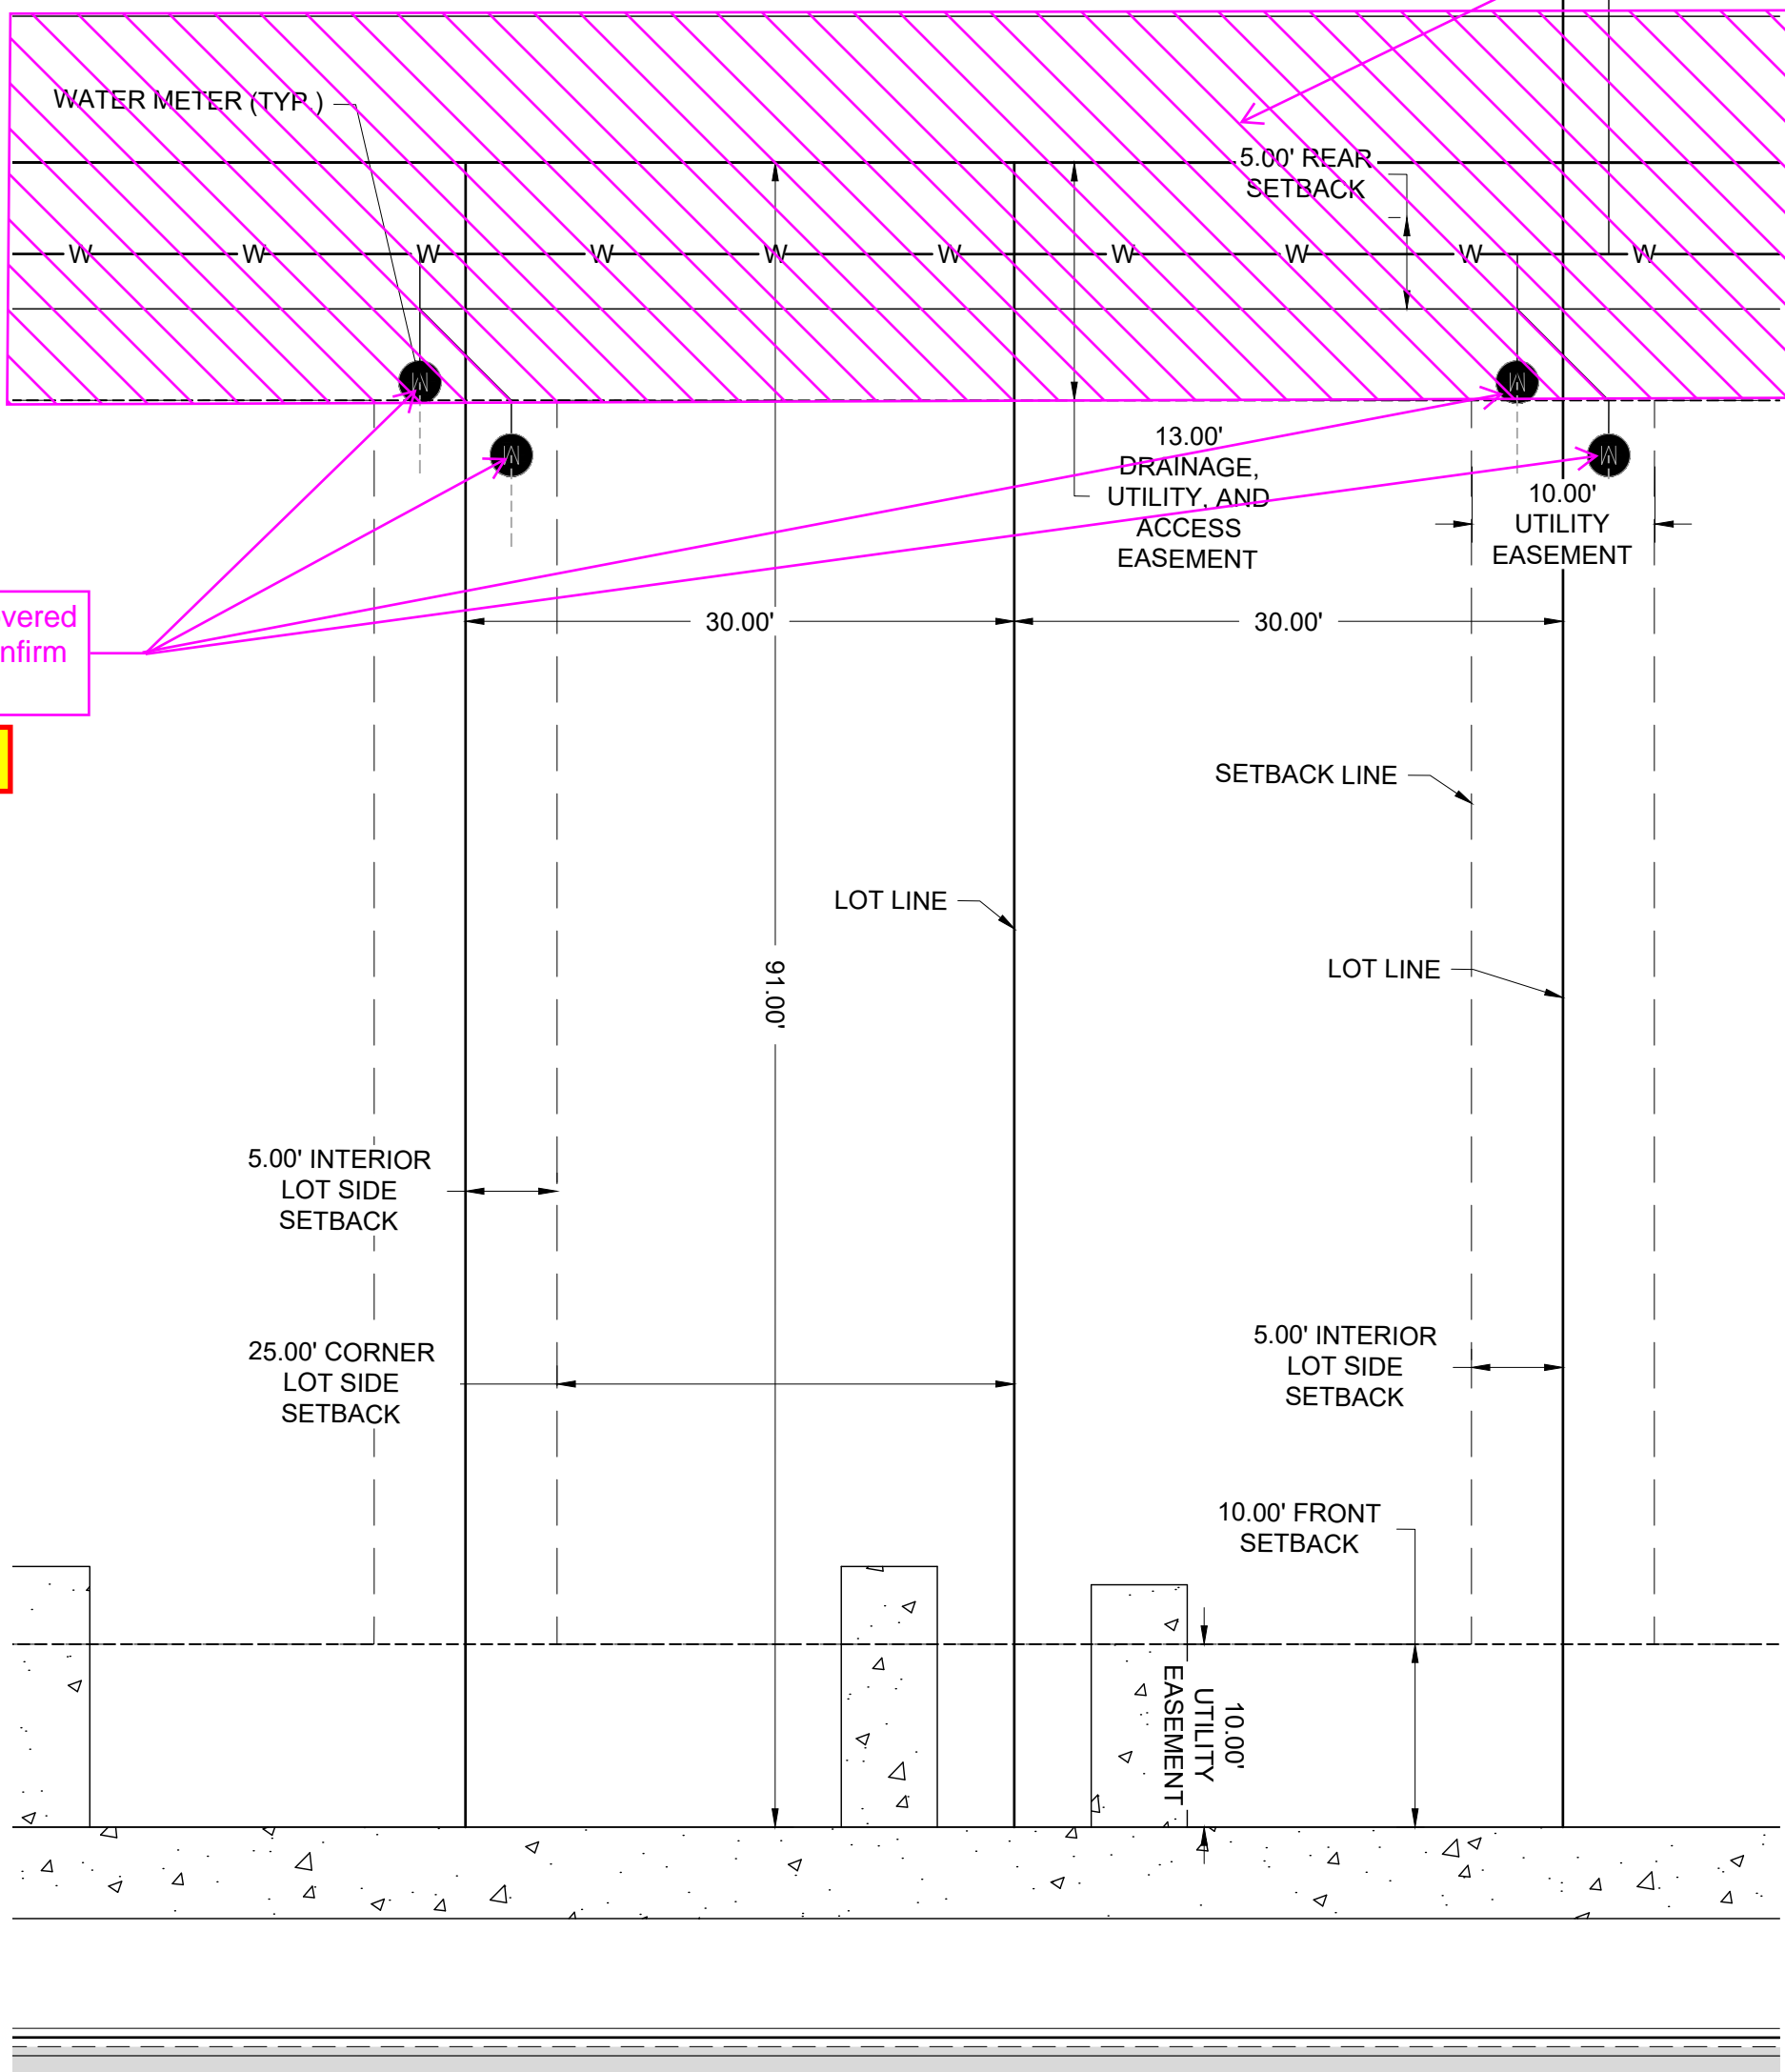 WATER METER (TYP.)
5.00' REAR
SETBACK
W W W W W W W W W W
W W
W W
13.00'
DRAINAGE,
UTILITY, AND
ACCESS
EASEMENT
10.00'
UTILITY
EASEMENT
vered
nfirm
30.00'
30.00'
SETBACK LINE
LOT LINE
LOT LINE
91.00'
5.00' INTERIOR
LOT SIDE
SETBACK
25.00' CORNER
LOT SIDE
SETBACK
5.00' INTERIOR
LOT SIDE
SETBACK
10.00' FRONT
SETBACK
10.00'
UTILITY
EASEMENT